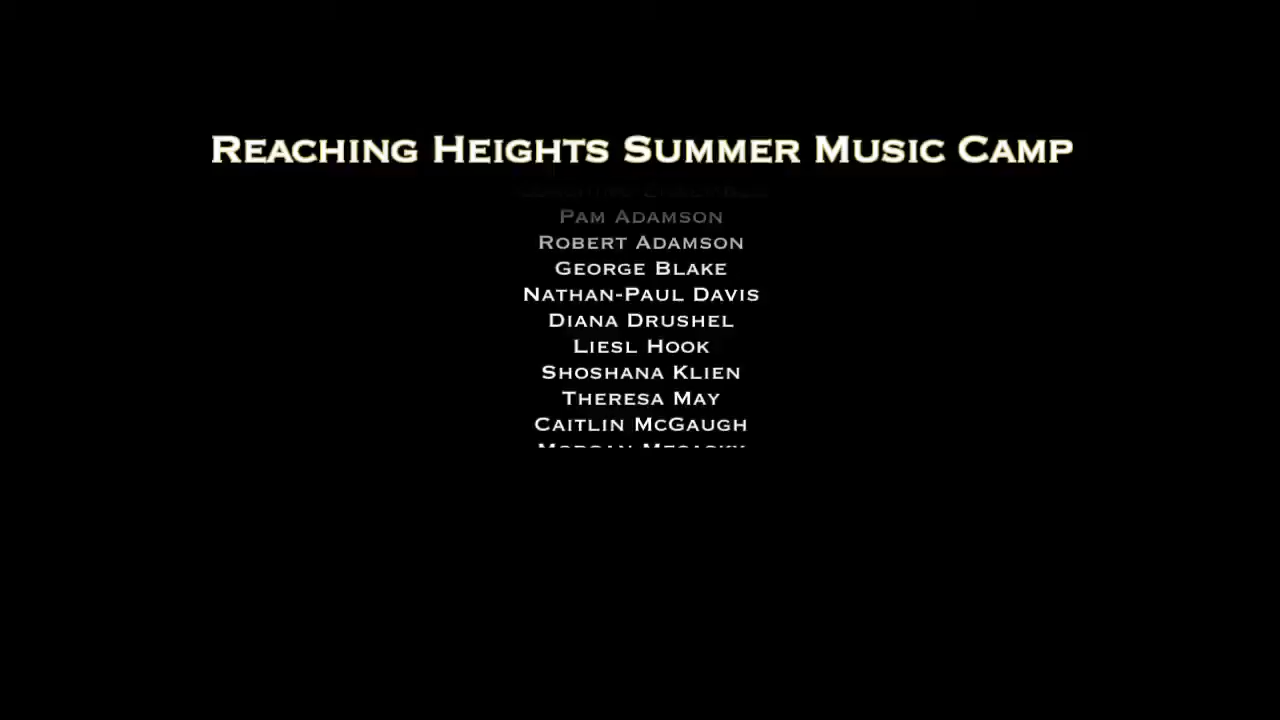 Reaching Heights Summer Music Camp
Pam Adamson
Robert Adamson
George Blake
Nathan-Paul Davis
Diana Drushel
Liesl Hook
Shoshana Klien
Theresa May
Caitlin McGaugh
Morgan